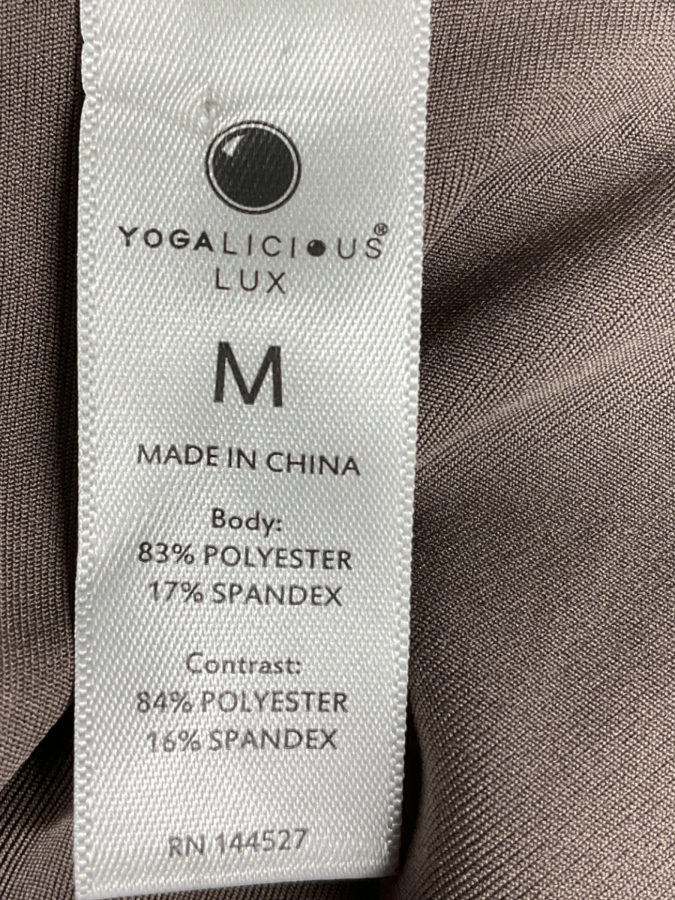 YOGALICIOUS®
LUX
M
MADE IN CHINA
Body:
83% POLYESTER
17% SPANDEX
Contrast:
84% POLYESTER
16% SPANDEX
RN 144527